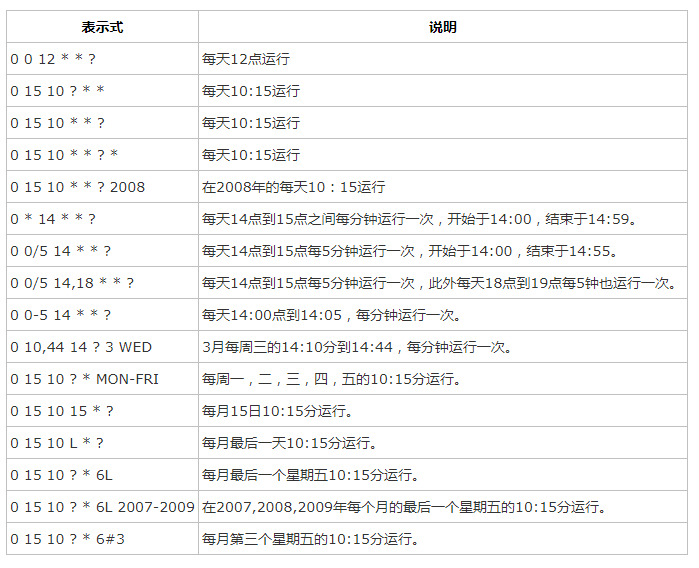 表示式 说明
0 0 12 * * ? 每天12点运行
0 15 10 ? * * 每天10:15运行
0 15 10 * * ? 每天10:15运行
0 15 10 * * ? * 每天10:15运行
0 15 10 * * ? 2008 在2008年的每天10：15运行
0 * 14 * * ? 每天14点到15点之间每分钟运行一次，开始于14:00，结束于14:59。
0 0/5 14 * * ? 每天14点到15点每5分钟运行一次，开始于14:00，结束于14:55。
0 0/5 14,18 * * ? 每天14点到15点每5分钟运行一次，此外每天18点到19点每5钟也运行一次。
0 0-5 14 * * ? 每天14:00点到14:05，每分钟运行一次。
0 10,44 14 ? 3 WED 3月每周三的14:10分到14:44，每分钟运行一次。
0 15 10 ? * MON-FRI 每周一，二，三，四，五的10:15分运行。
0 15 10 15 * ? 每月15日10:15分运行。
0 15 10 L * ? 每月最后一天10:15分运行。
0 15 10 ? * 6L 每月最后一个星期五10:15分运行。
0 15 10 ? * 6L 2007-2009 在2007,2008,2009年每个月的最后一个星期五的10:15分运行。
0 15 10 ? * 6#3 每月第三个星期五的10:15分运行。